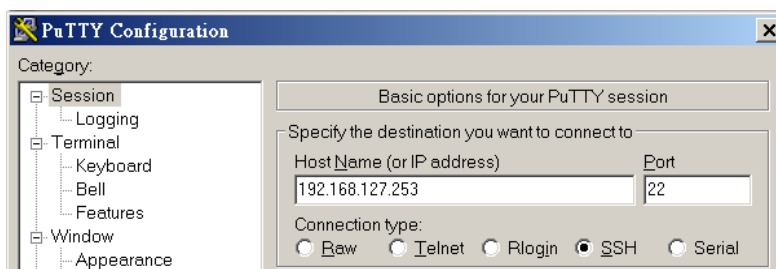 PuTTY Configuration
Category:
Session
Logging
Terminal
Keyboard
Bell
Features
Window
Appearance
Basic options for your PuTTY session
Specify the destination you want to connect to
Host Name (or IP address) Port
192.168.127.253 22
Connection type:
Raw Telnet Rlogin SSH Serial